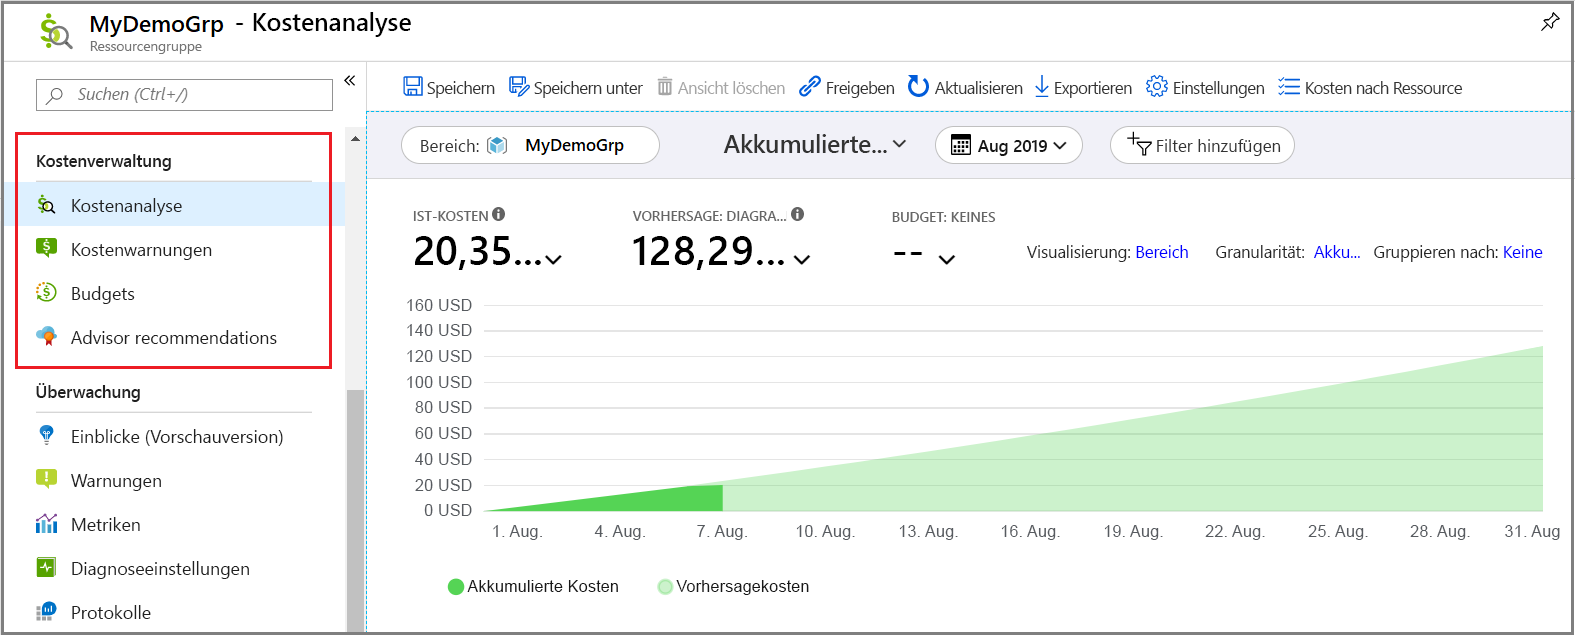 MyDemoGrp - Kostenanalyse
Ressourcengruppe
Suchen (Ctrl+/)
«
Kostenverwaltung
Kostenanalyse
Kostenwarnungen
Budgets
Advisor recommendations
Überwachung
Einblicke (Vorschauversion)
Warnungen
Metriken
Diagnoseeinstellungen
Protokolle
Speichern Speichern unter Ansicht löschen Freigeben Aktualisieren Exportieren Einstellungen Kosten nach Ressource
Bereich: MyDemoGrp Akkumulierte... Aug 2019 Filter hinzufügen
IST-KOSTEN VORHERSAGE: DIAGRA... BUDGET: KEINES
20,35... 128,29... --
Visualisierung: Bereich Granularität: Akku... Gruppieren nach: Keine
160 USD
140 USD
120 USD
100 USD
80 USD
60 USD
40 USD
20 USD
0 USD
1. Aug. 4. Aug. 7. Aug. 10. Aug. 13. Aug. 16. Aug. 19. Aug. 22. Aug. 25. Aug. 28. Aug. 31. Aug
Akkumulierte Kosten Vorhersagekosten